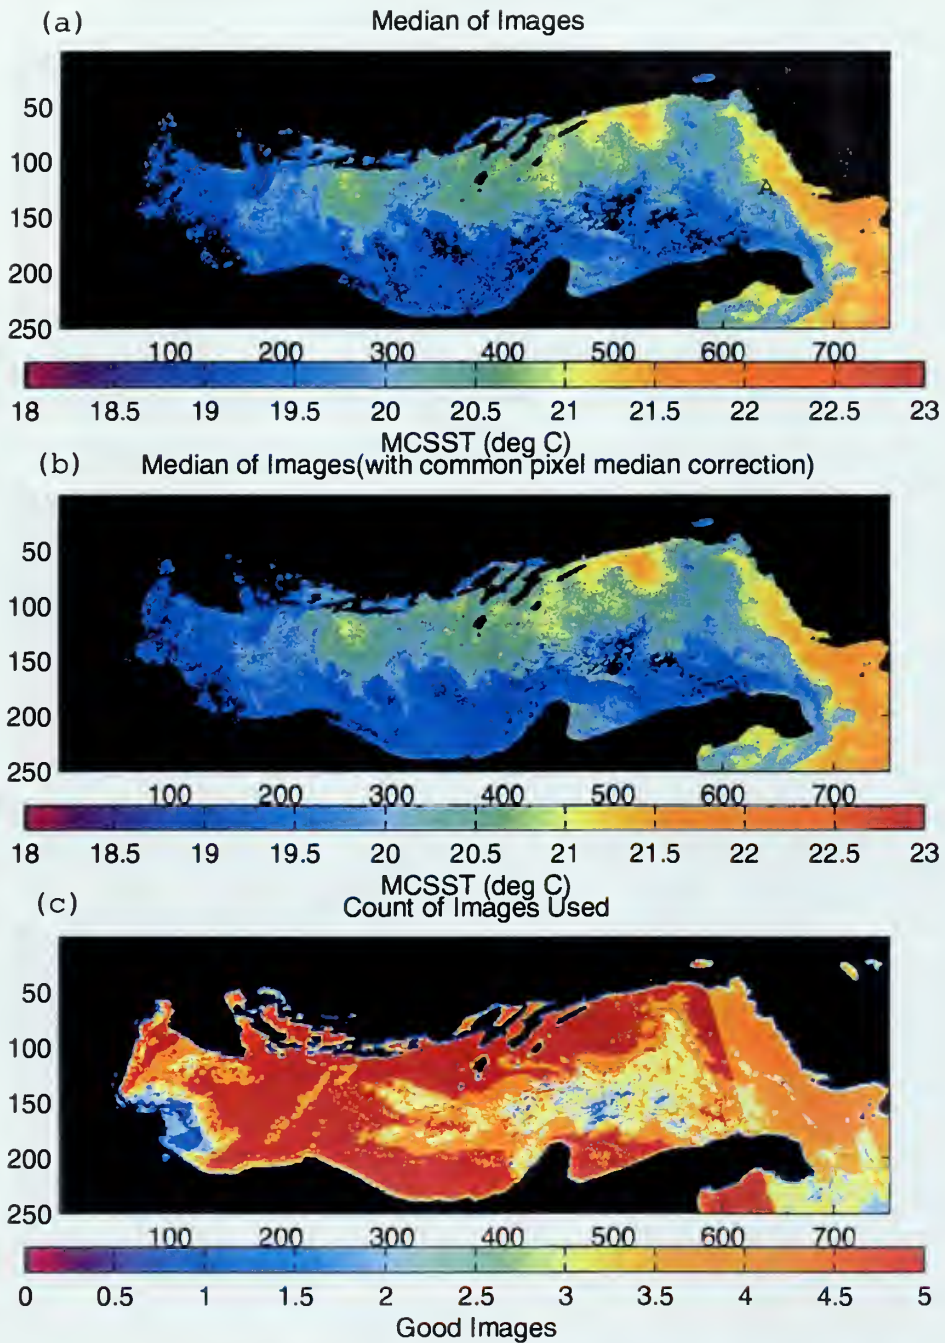 (a)
Median of Images
50
100
150
200
250
A
100 200 300 400 500 600 700
18 18.5 19 19.5 20 20.5 21 21.5 22 22.5 23
MCSST (deg C)
(b)
Median of Images(with common pixel median correction)
50
100
150
200
250
100 200 300 400 500 600 700
18 18.5 19 19.5 20 20.5 21 21.5 22 22.5 23
MCSST (deg C)
(c)
Count of Images Used
50
100
150
200
250
100 200 300 400 500 600 700
0 0.5 1 1.5 2 2.5 3 3.5 4 4.5 5
Good Images